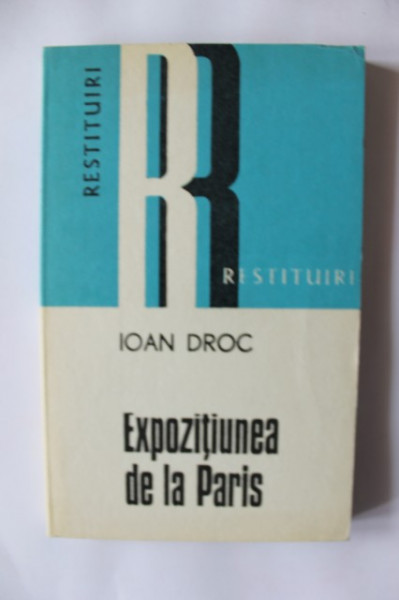 RESTITUIRI
R
RESTITUIRI
IOAN DROC
Expozițiunea
de la Paris